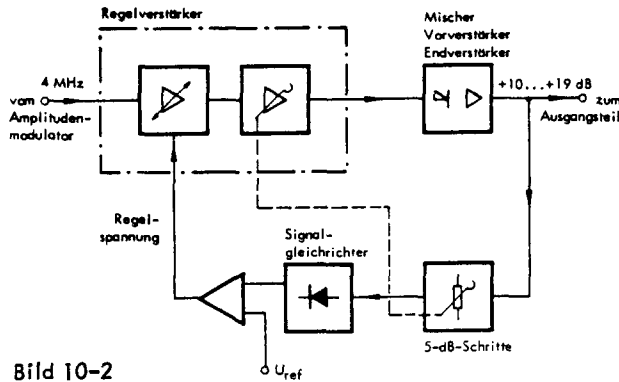 Regelverstärker
Mischer
Vorverstärker
Endverstärker
4 MHz
+10...+19 dB
vom
Amplituden-
modulator
zum
Ausgangsteil
Regel-
spannung
Signal-
gleichrichter
5-dB-Schritte
Uref
Bild 10-2